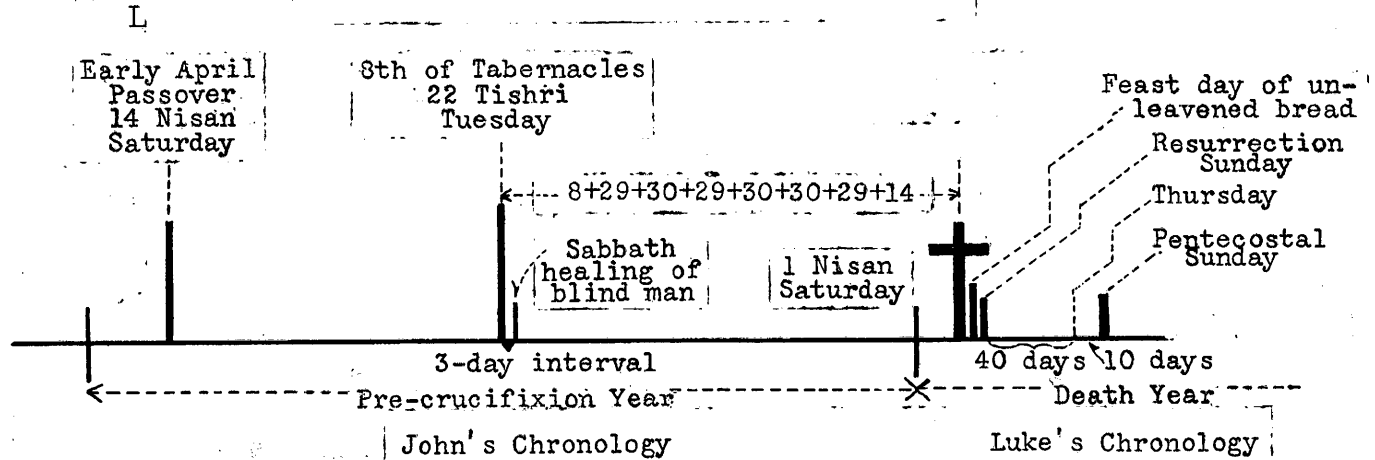 L
Early April
Passover
14 Nisan
Saturday
8th of Tabernacles
22 Tishri
Tuesday
Feast day of un-
leavened bread
Resurrection
Sunday
Thursday
Pentecostal
Sunday
8+29+30+29+30+30+29+14
Sabbath
healing of
blind man
1 Nisan
Saturday
3-day interval
40 days
10 days
Pre-crucifixion Year
Death Year
John's Chronology
Luke's Chronology